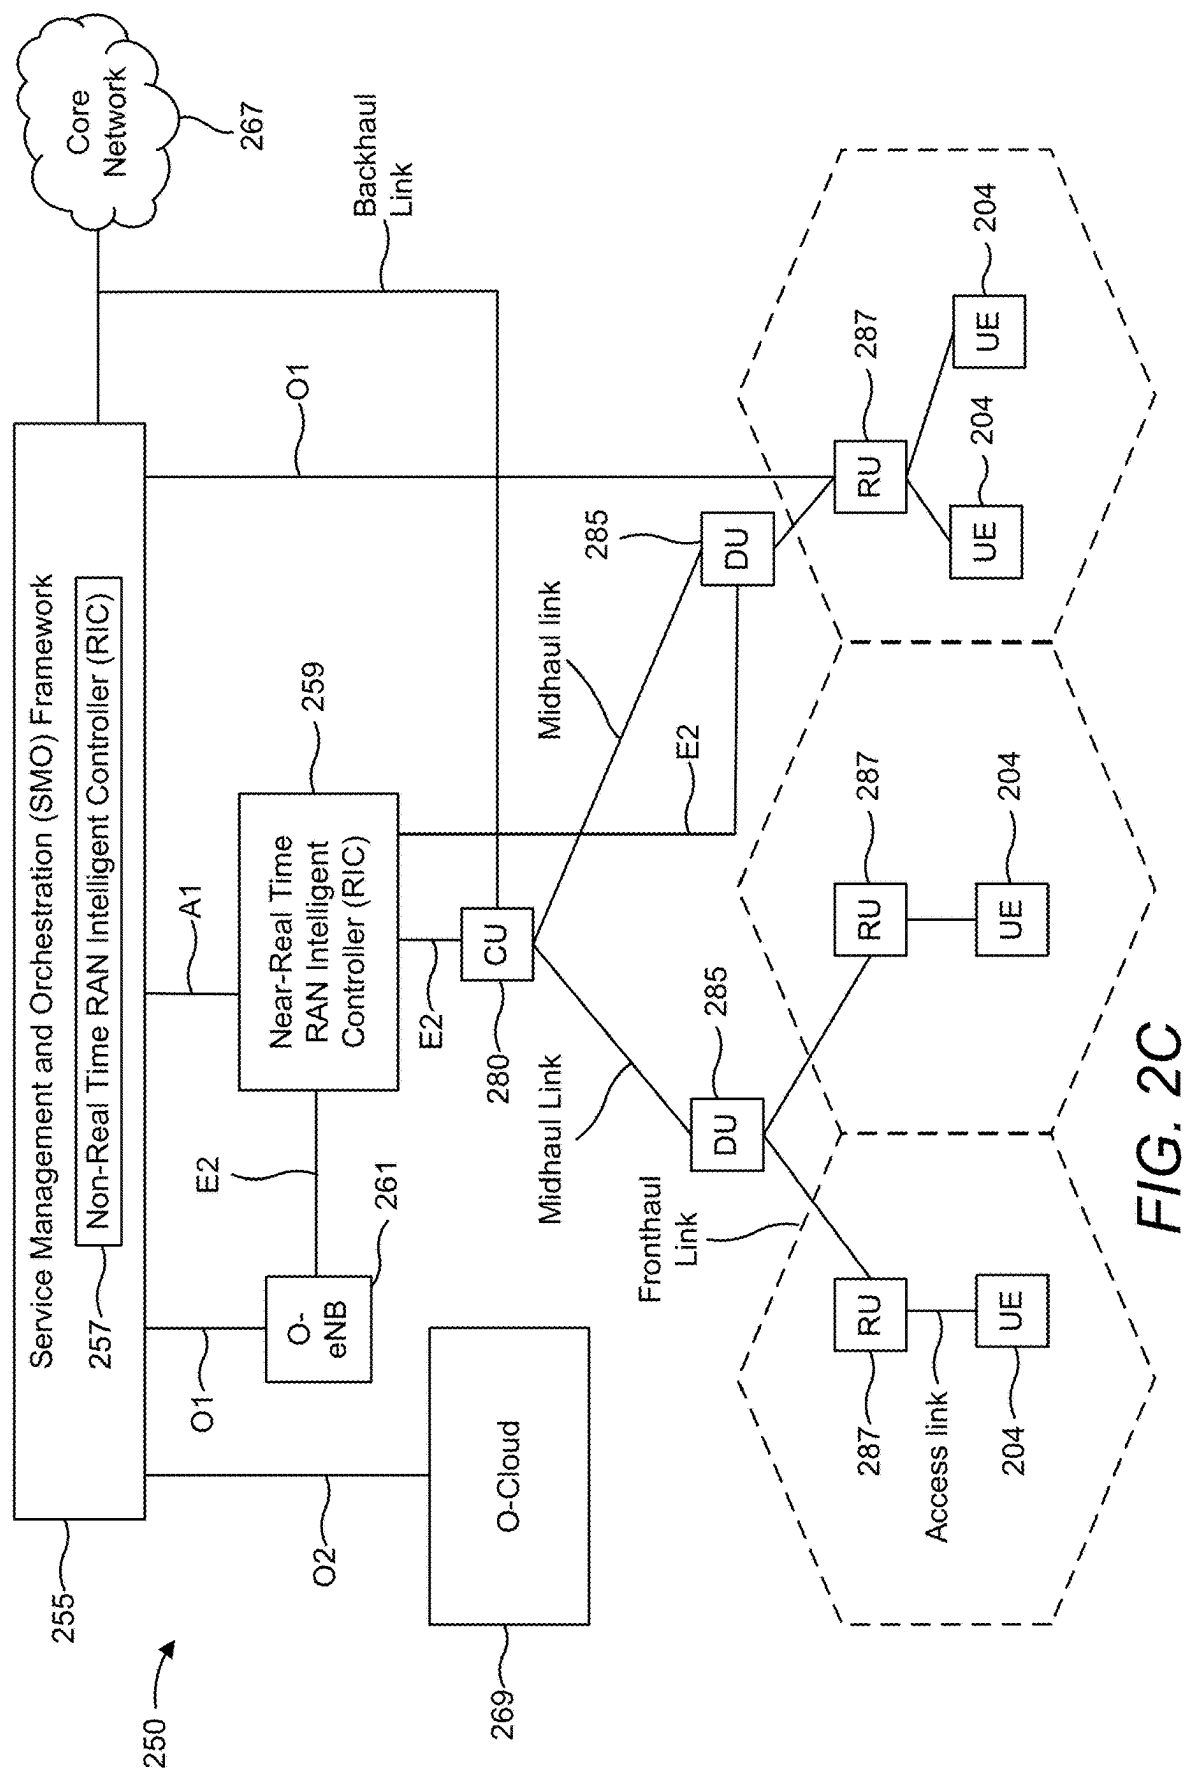 250
255
Service Management and Orchestration (SMO) Framework
257
Non-Real Time RAN Intelligent Controller (RIC)
Core
Network
267
O2
O1
E2
A1
O1
Backhaul
Link
O-
eNB
261
Near-Real Time
RAN Intelligent
Controller (RIC)
259
269
O-Cloud
E2
280
CU
Midhaul Link
Midhaul link
E2
285
DU
285
DU
Fronthaul
Link
287
RU
RU
287
RU
287
Access link
204
UE
UE
204
UE
204
UE
204
FIG. 2C